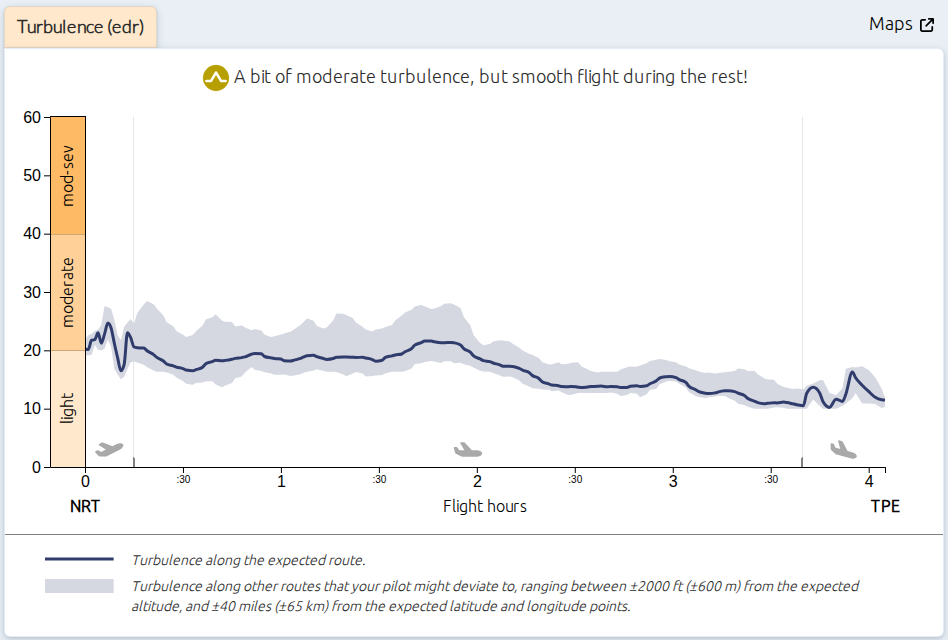 Turbulence (edr)
Maps
A bit of moderate turbulence, but smooth flight during the rest!
60
50
40
30
20
10
0
mod-sev
moderate
light
0
:30
1
:30
2
:30
3
:30
4
NRT
Flight hours
TPE
Turbulence along the expected route.
Turbulence along other routes that your pilot might deviate to, ranging between ±2000 ft (±600 m) from the expected
altitude, and ±40 miles (±65 km) from the expected latitude and longitude points.